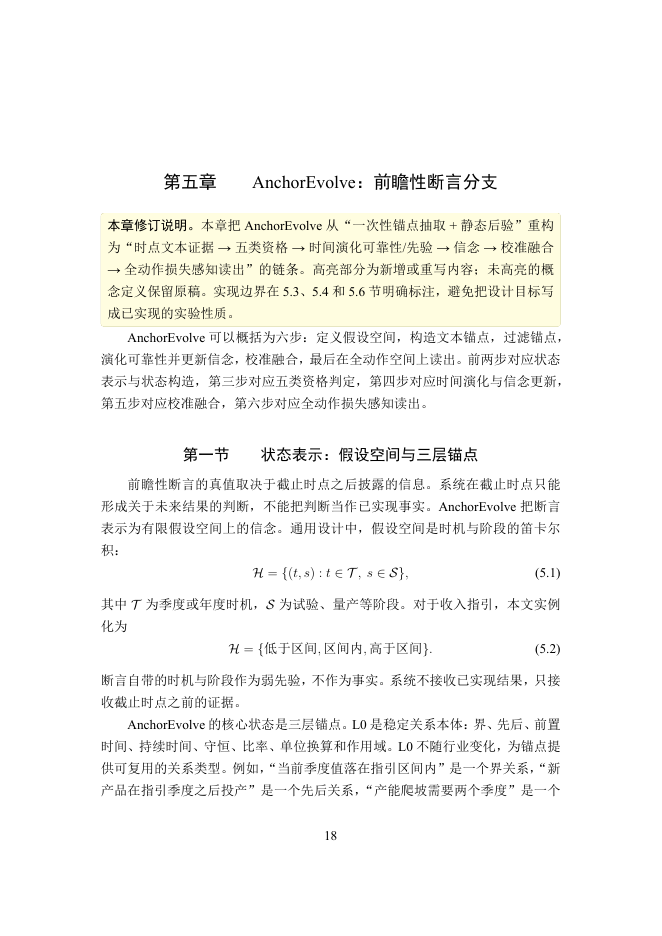 第五章 AnchorEvolve：前瞻性断言分支
本章修订说明。本章把 AnchorEvolve 从“一次性锚点抽取 + 静态后验”重构
为“时点文本证据 → 五类资格 → 时间演化可靠性/先验 → 信念 → 校准融合
→ 全动作损失感知读出”的链条。高亮部分为新增或重写内容；未高亮的概
念定义保留原稿。实现边界在 5.3、5.4 和 5.6 节明确标注，避免把设计目标写
成已实现的实验性质。
AnchorEvolve 可以概括为六步：定义假设空间，构造文本锚点，过滤锚点，
演化可靠性并更新信念，校准融合，最后在全动作空间上读出。前两步对应状态
表示与状态构造，第三步对应五类资格判定，第四步对应时间演化与信念更新，
第五步对应校准融合，第六步对应全动作损失感知读出。
第一节 状态表示：假设空间与三层锚点
前瞻性断言的真值取决于截止时点之后披露的信息。系统在截止时点只能
形成关于未来结果的判断，不能把判断当作已实现事实。AnchorEvolve 把断言
表示为有限假设空间上的信念。通用设计中，假设空间是时机与阶段的笛卡尔
积：
ℋ = {(t, s) : t ∈ 𝒯, s ∈ 𝒮}, (5.1)
其中 𝒯 为季度或年度时机，𝒮 为试验、量产等阶段。对于收入指引，本文实例
化为
ℋ = {低于区间, 区间内, 高于区间}. (5.2)
断言自带的时机与阶段作为弱先验，不作为事实。系统不接收已实现结果，只接
收截止时点之前的证据。
AnchorEvolve 的核心状态是三层锚点。L0 是稳定关系本体：界、先后、前置
时间、持续时间、守恒、比率、单位换算和作用域。L0 不随行业变化，为锚点提
供可复用的关系类型。例如，“当前季度值落在指引区间内”是一个界关系，“新
产品在指引季度之后投产”是一个先后关系，“产能爬坡需要两个季度”是一个
18